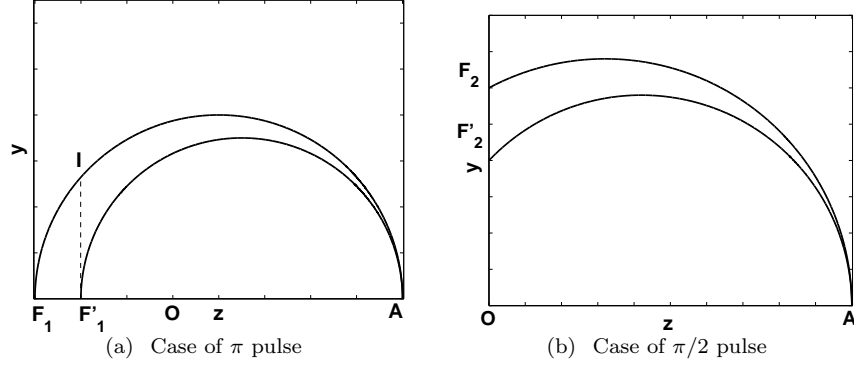 y
I
F1 F'1 O z A
(a) Case of π pulse
F2
F'2
y
O z A
(b) Case of π/2 pulse